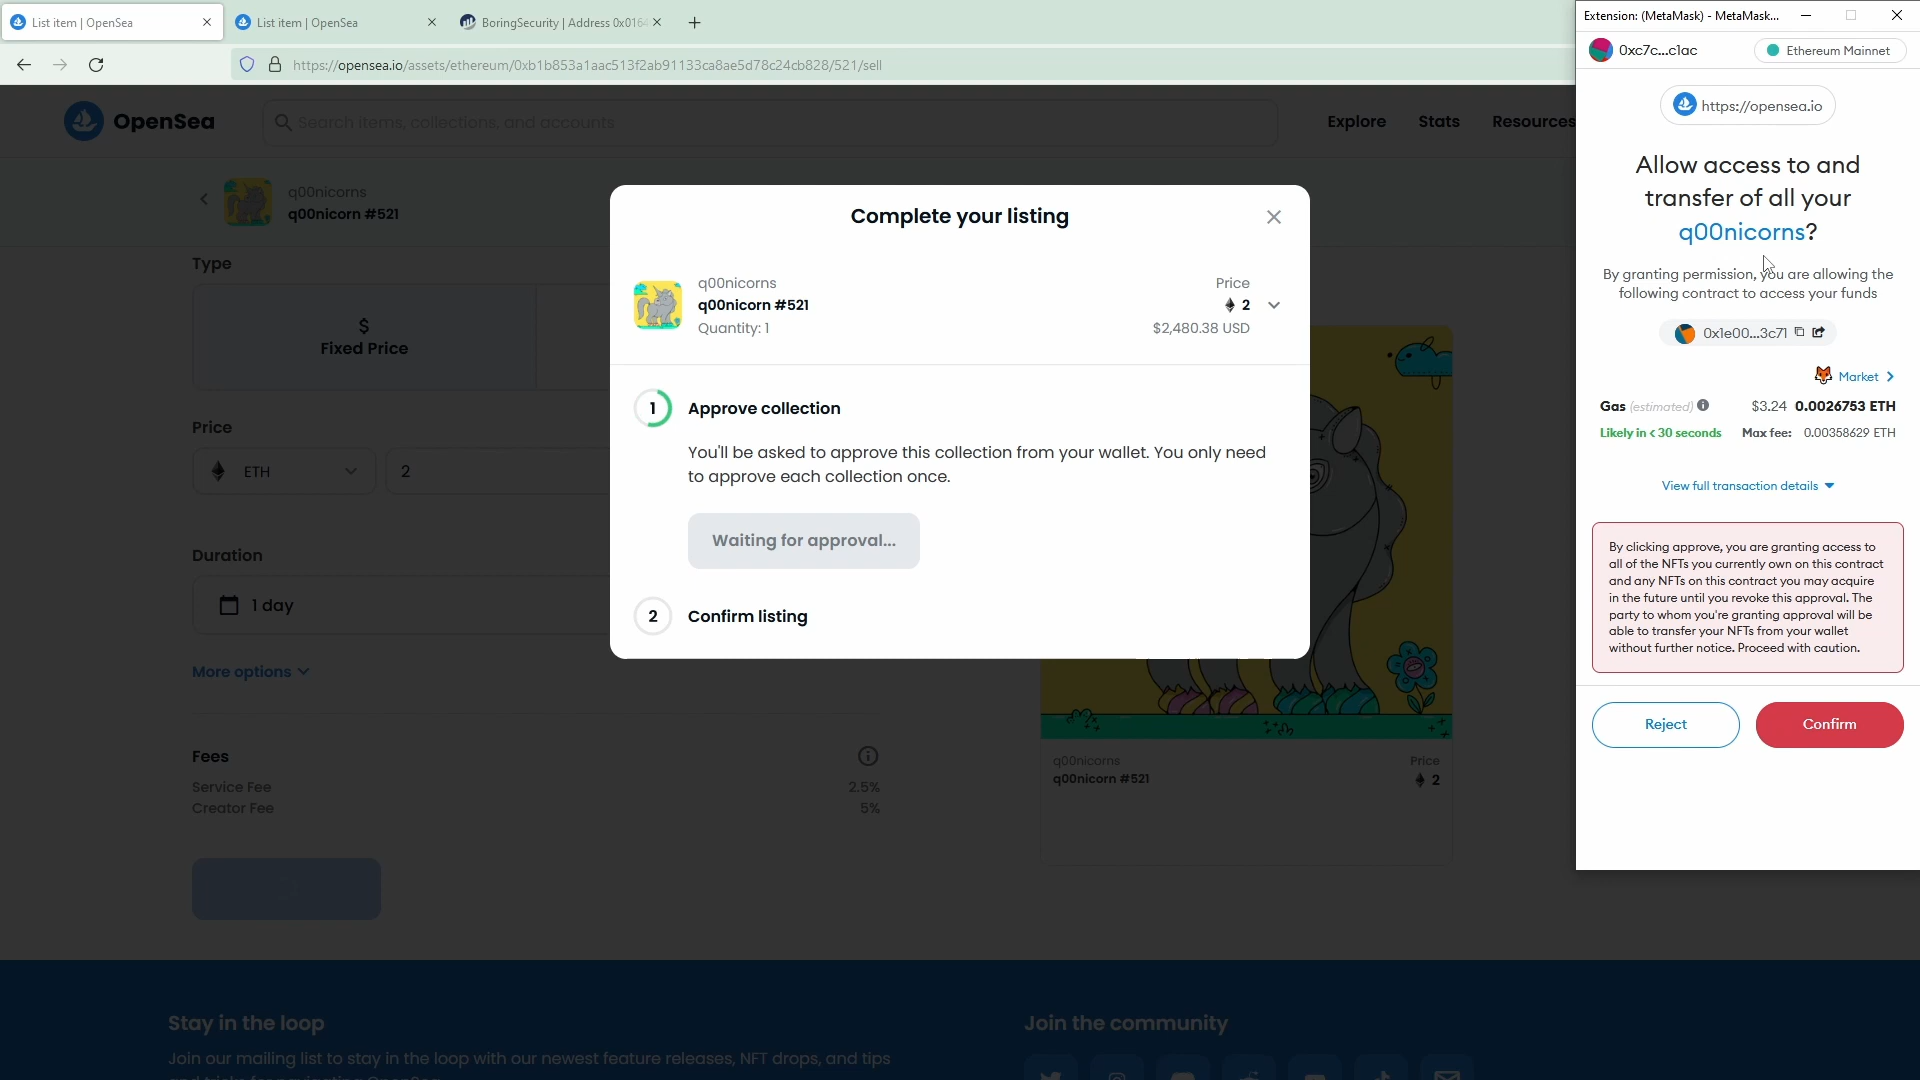 List item | OpenSea
List item | OpenSea
BoringSecurity | Address 0x0164
https://opensea.io/assets/ethereum/0xb1b853a1aac513f2ab91133ca8ae5d78c24cb828/521/sell
OpenSea
Search items, collections, and accounts
Explore
Stats
Resources
q00nicorns
q00nicorn #521
Type
$
Fixed Price
Price
ETH
2
Duration
1 day
More options
Fees
Service Fee
2.5%
Creator Fee
5%
Complete your listing
q00nicorns
q00nicorn #521
Quantity: 1
Price
2
$2,480.38 USD
1
Approve collection
You'll be asked to approve this collection from your wallet. You only need
to approve each collection once.
Waiting for approval...
2
Confirm listing
q00nicorns
q00nicorn #521
Price
2
Stay in the loop
Join our mailing list to stay in the loop with our newest feature releases, NFT drops, and tips
Join the community
Extension: (MetaMask) - MetaMask...
0xc7c...c1ac
Ethereum Mainnet
https://opensea.io
Allow access to and
transfer of all your
q00nicorns?
By granting permission, you are allowing the
following contract to access your funds
0x1e00...3c71
Market
Gas (estimated)
$3.24 0.0026753 ETH
Likely in < 30 seconds
Max fee: 0.00358629 ETH
View full transaction details
By clicking approve, you are granting access to
all of the NFTs you currently own on this contract
and any NFTs on this contract you may acquire
in the future until you revoke this approval. The
party to whom you're granting approval will be
able to transfer your NFTs from your wallet
without further notice. Proceed with caution.
Reject
Confirm